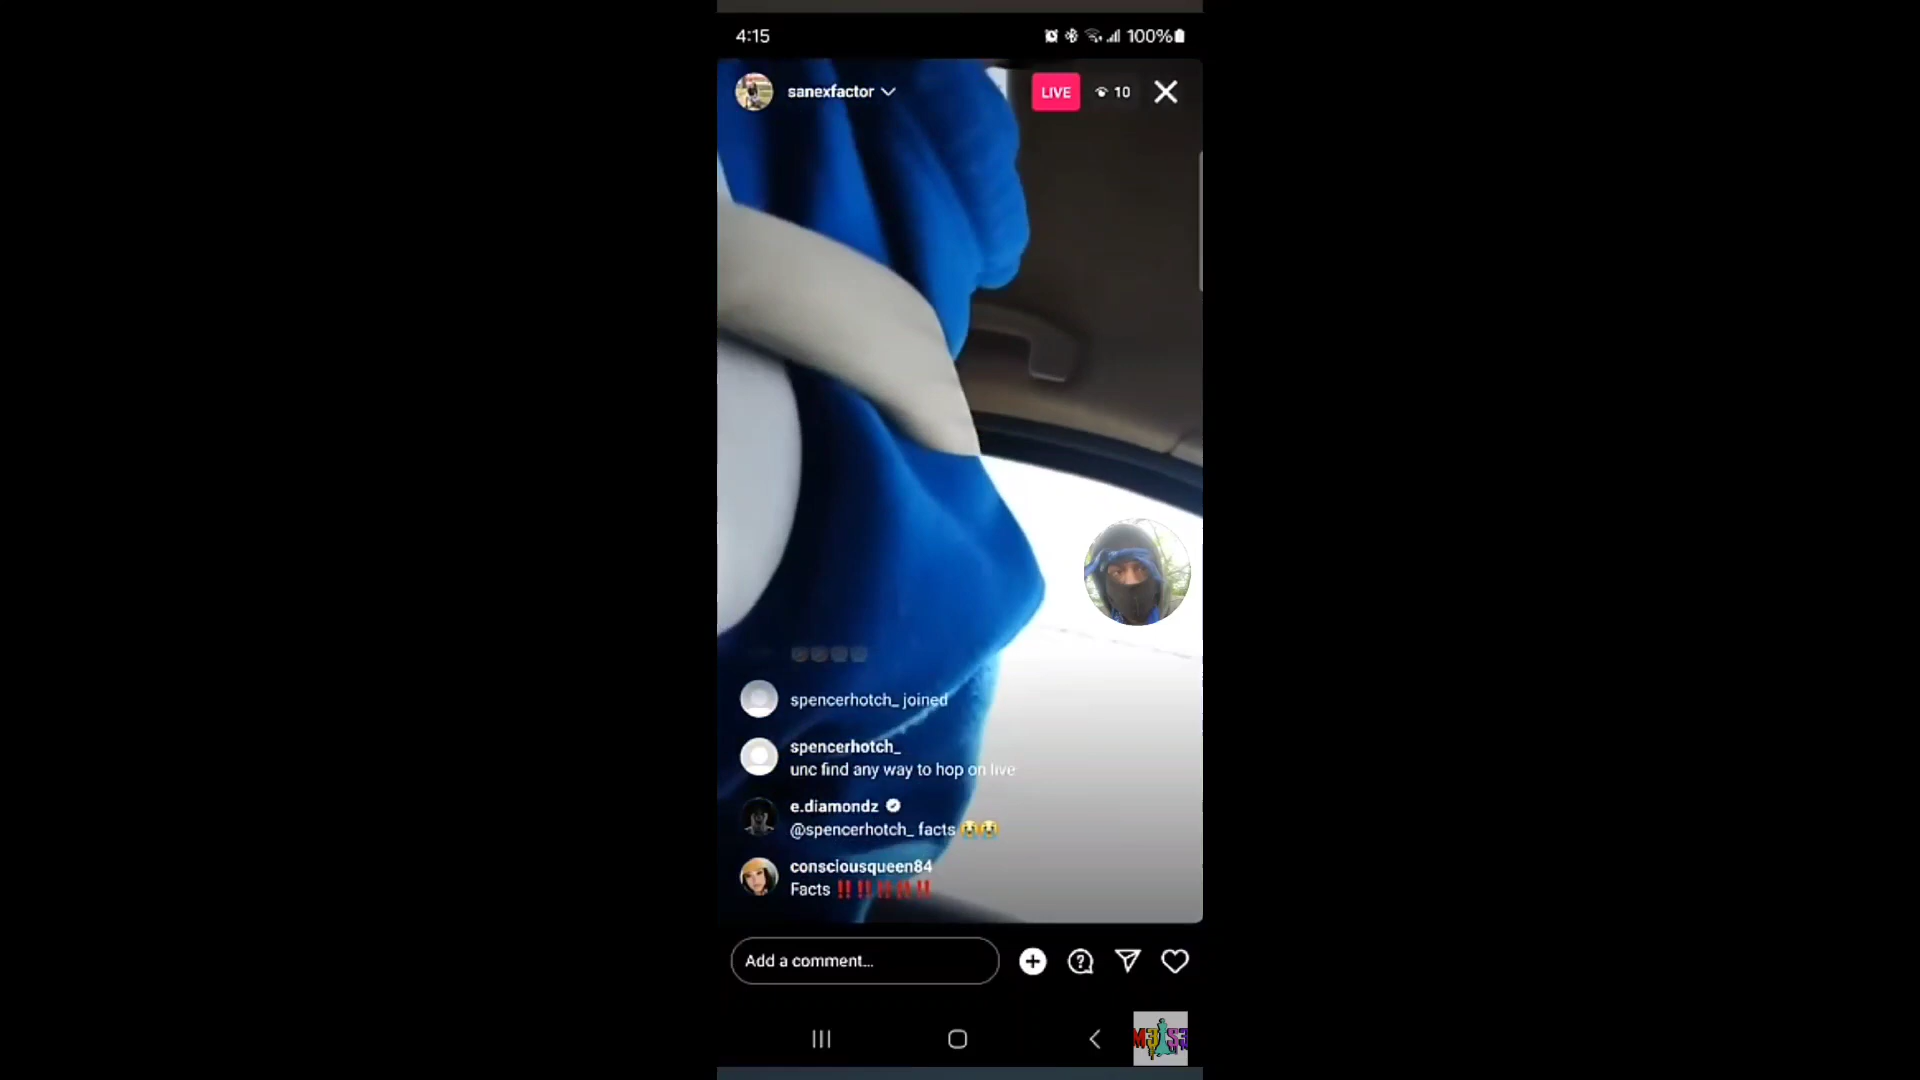 4:15
100%
sanexfactor
LIVE
10
spencerhotch_ joined
spencerhotch_
unc find any way to hop on live
e.diamondz
@spencerhotch_ facts 😭😭
consciousqueen84
Facts ‼️‼️‼️‼️‼️
Add a comment...